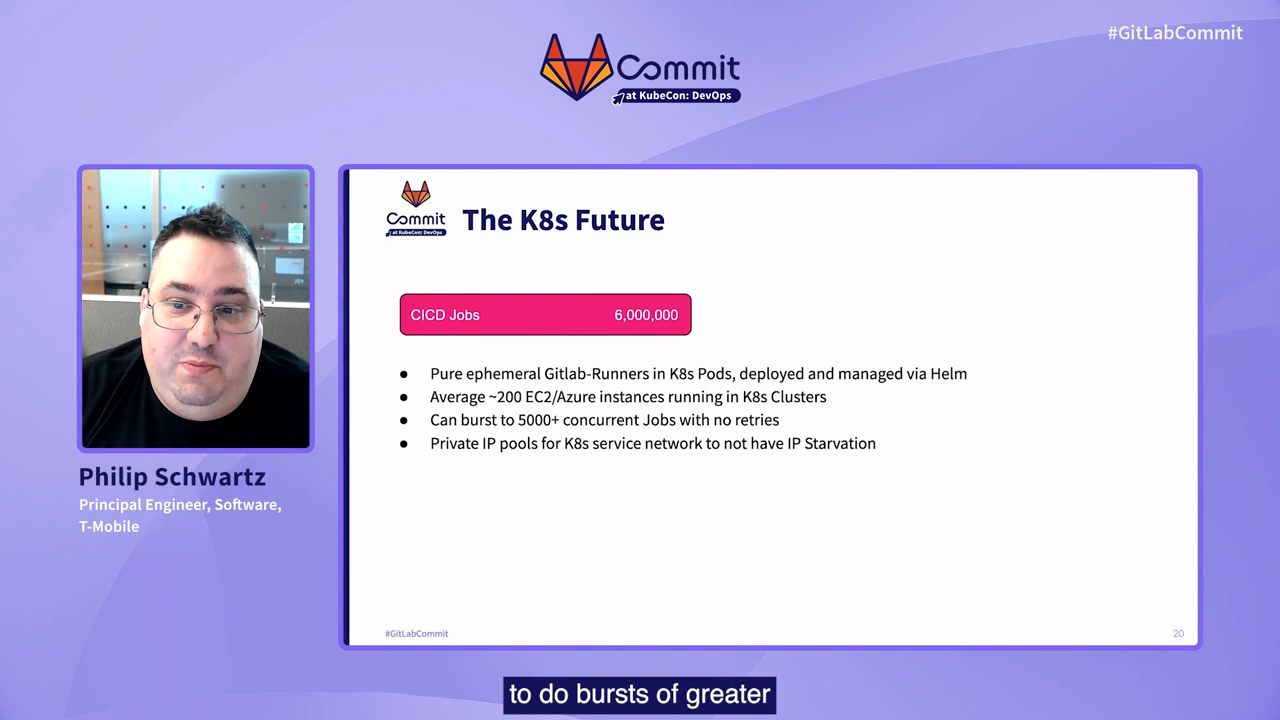 #GitLabCommit
Commit
at KubeCon: DevOps
Commit
at KubeCon: DevOps
The K8s Future
CICD Jobs 6,000,000
● Pure ephemeral Gitlab-Runners in K8s Pods, deployed and managed via Helm
● Average ~200 EC2/Azure instances running in K8s Clusters
● Can burst to 5000+ concurrent Jobs with no retries
● Private IP pools for K8s service network to not have IP Starvation
Philip Schwartz
Principal Engineer, Software,
T-Mobile
#GitLabCommit
20
to do bursts of greater